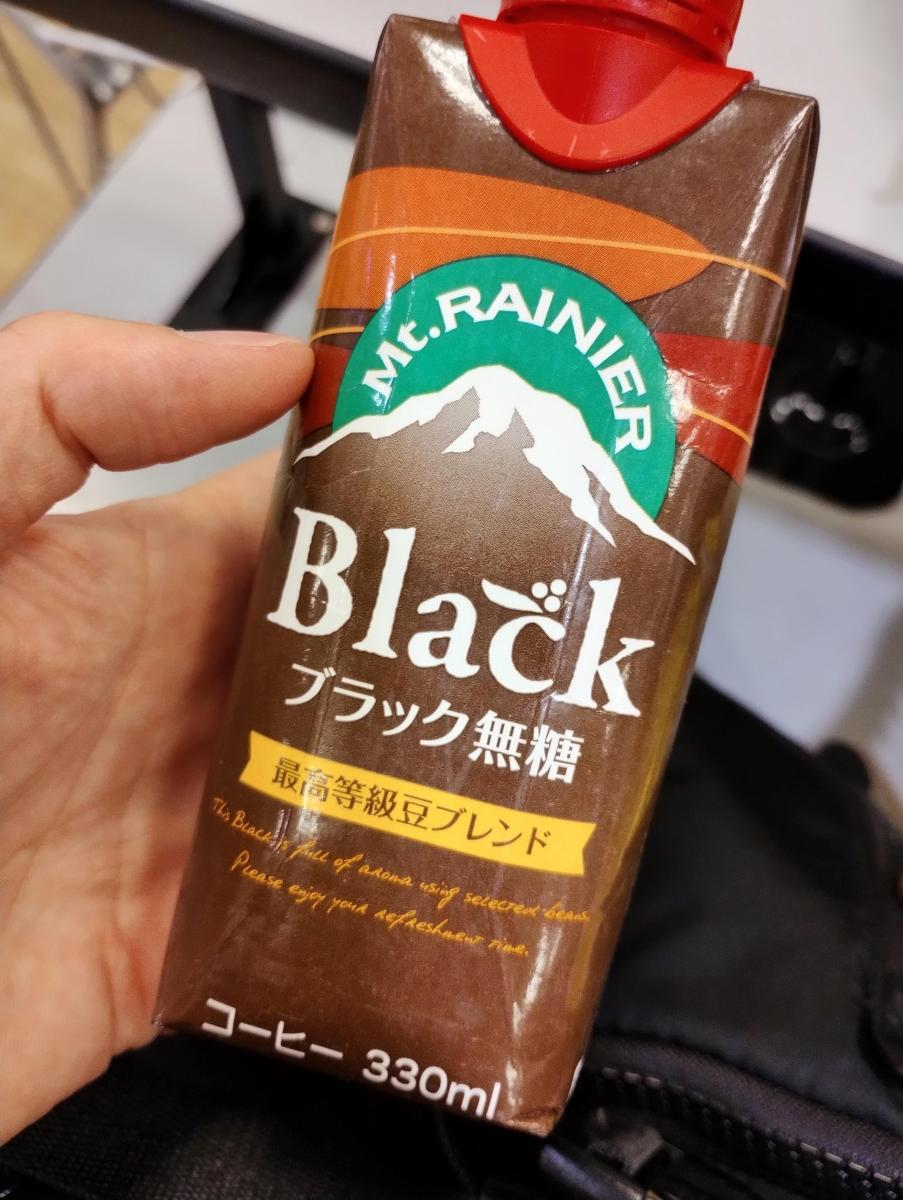 Mt. RAINIER
Black
ブラック無糖
最高等級豆ブレンド
This Black is full of aroma using selected beans.
Please enjoy your refreshment time.
コーヒー 330ml